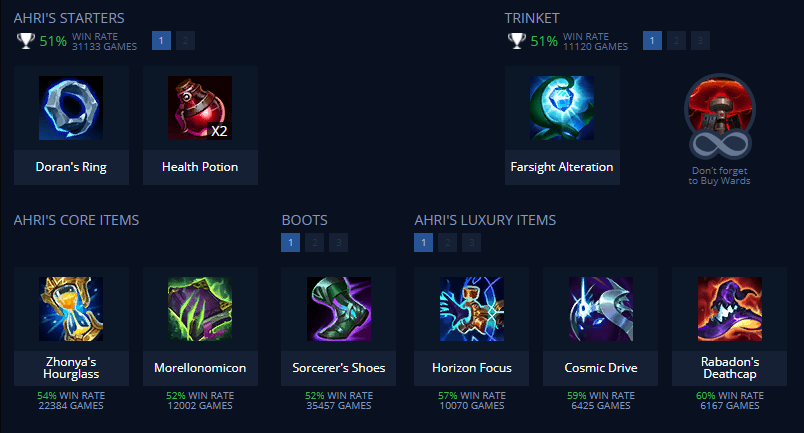 AHRI'S STARTERS
51% WIN RATE
31133 GAMES
1 2
TRINKET
51% WIN RATE
11120 GAMES
1 2 3
X2
Doran's Ring
Health Potion
Farsight Alteration
Don't forget
to Buy Wards
AHRI'S CORE ITEMS
BOOTS
1 2 3
AHRI'S LUXURY ITEMS
1 2 3
Zhonya's
Hourglass
Morellonomicon
Sorcerer's Shoes
Horizon Focus
Cosmic Drive
Rabadon's
Deathcap
54% WIN RATE
22384 GAMES
52% WIN RATE
12002 GAMES
52% WIN RATE
35457 GAMES
57% WIN RATE
10070 GAMES
59% WIN RATE
6425 GAMES
60% WIN RATE
6167 GAMES